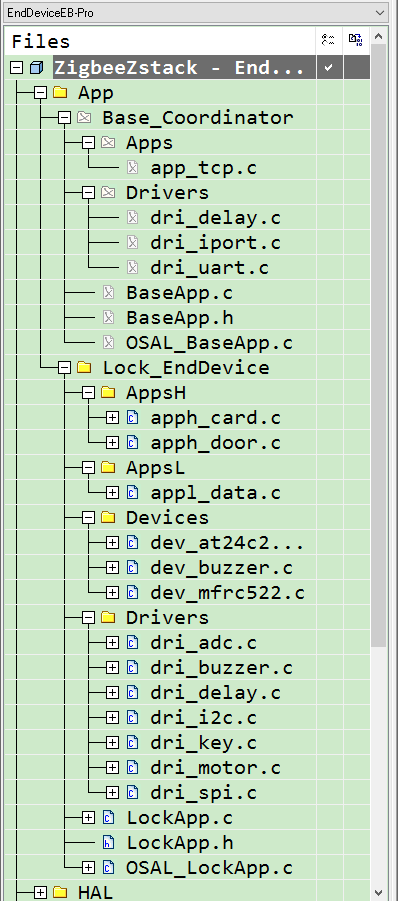 EndDeviceEB-Pro
Files
ZigbeeZstack - End...
App
Base_Coordinator
Apps
app_tcp.c
Drivers
dri_delay.c
dri_iport.c
dri_uart.c
BaseApp.c
BaseApp.h
OSAL_BaseApp.c
Lock_EndDevice
AppsH
apph_card.c
apph_door.c
AppsL
appl_data.c
Devices
dev_at24c2...
dev_buzzer.c
dev_mfrc522.c
Drivers
dri_adc.c
dri_buzzer.c
dri_delay.c
dri_i2c.c
dri_key.c
dri_motor.c
dri_spi.c
LockApp.c
LockApp.h
OSAL_LockApp.c
HAL